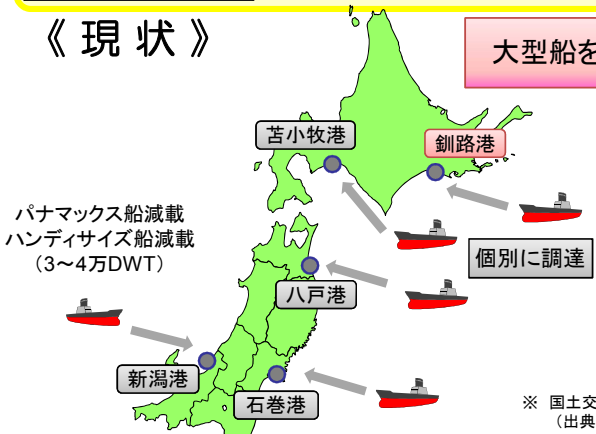 《 現 状 》
大型船を
苫小牧港
釧路港
パナマックス船減載
ハンディサイズ船減載
（3～4万DWT）
個別に調達
八戸港
新潟港
石巻港
※ 国土交
（出典